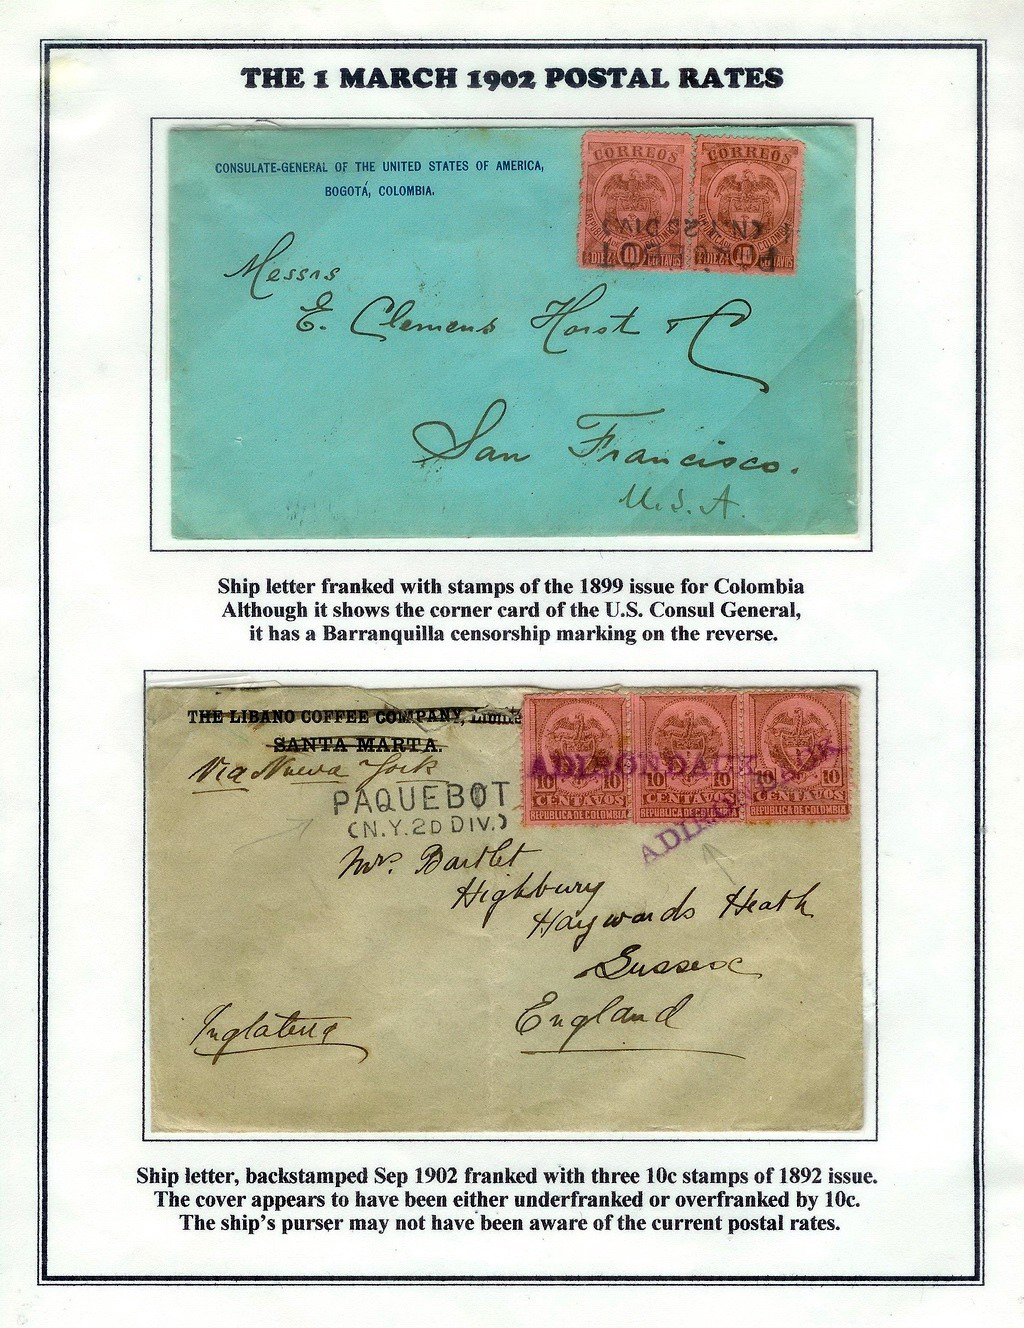 THE 1 MARCH 1902 POSTAL RATES
CONSULATE-GENERAL OF THE UNITED STATES OF AMERICA,
BOGOTÁ, COLOMBIA.
CORREOS CORREOS
(N.Y. 2D DIV.)
10 10
Messrs
E. Clemens Horst & C
San Francisco.
U.S.A.
Ship letter franked with stamps of the 1899 issue for Colombia
Although it shows the corner card of the U.S. Consul General,
it has a Barranquilla censorship marking on the reverse.
THE LIBANO COFFEE COMPANY,
SANTA MARTA.
Via Nueva York
ADIRONDACK
ADIRONDACK
10 10 10 10 10 10
CENTAVOS CENTAVOS CENTAVOS
REPUBLICA DE COLOMBIA REPUBLICA DE COLOMBIA REPUBLICA DE COLOMBIA
PAQUEBOT
(N.Y. 2D DIV.)
Mrs. Bartlet
Highbury
Haywards Heath
Sussex
England
Inglaterra
Ship letter, backstamped Sep 1902 franked with three 10c stamps of 1892 issue.
The cover appears to have been either underfranked or overfranked by 10c.
The ship's purser may not have been aware of the current postal rates.